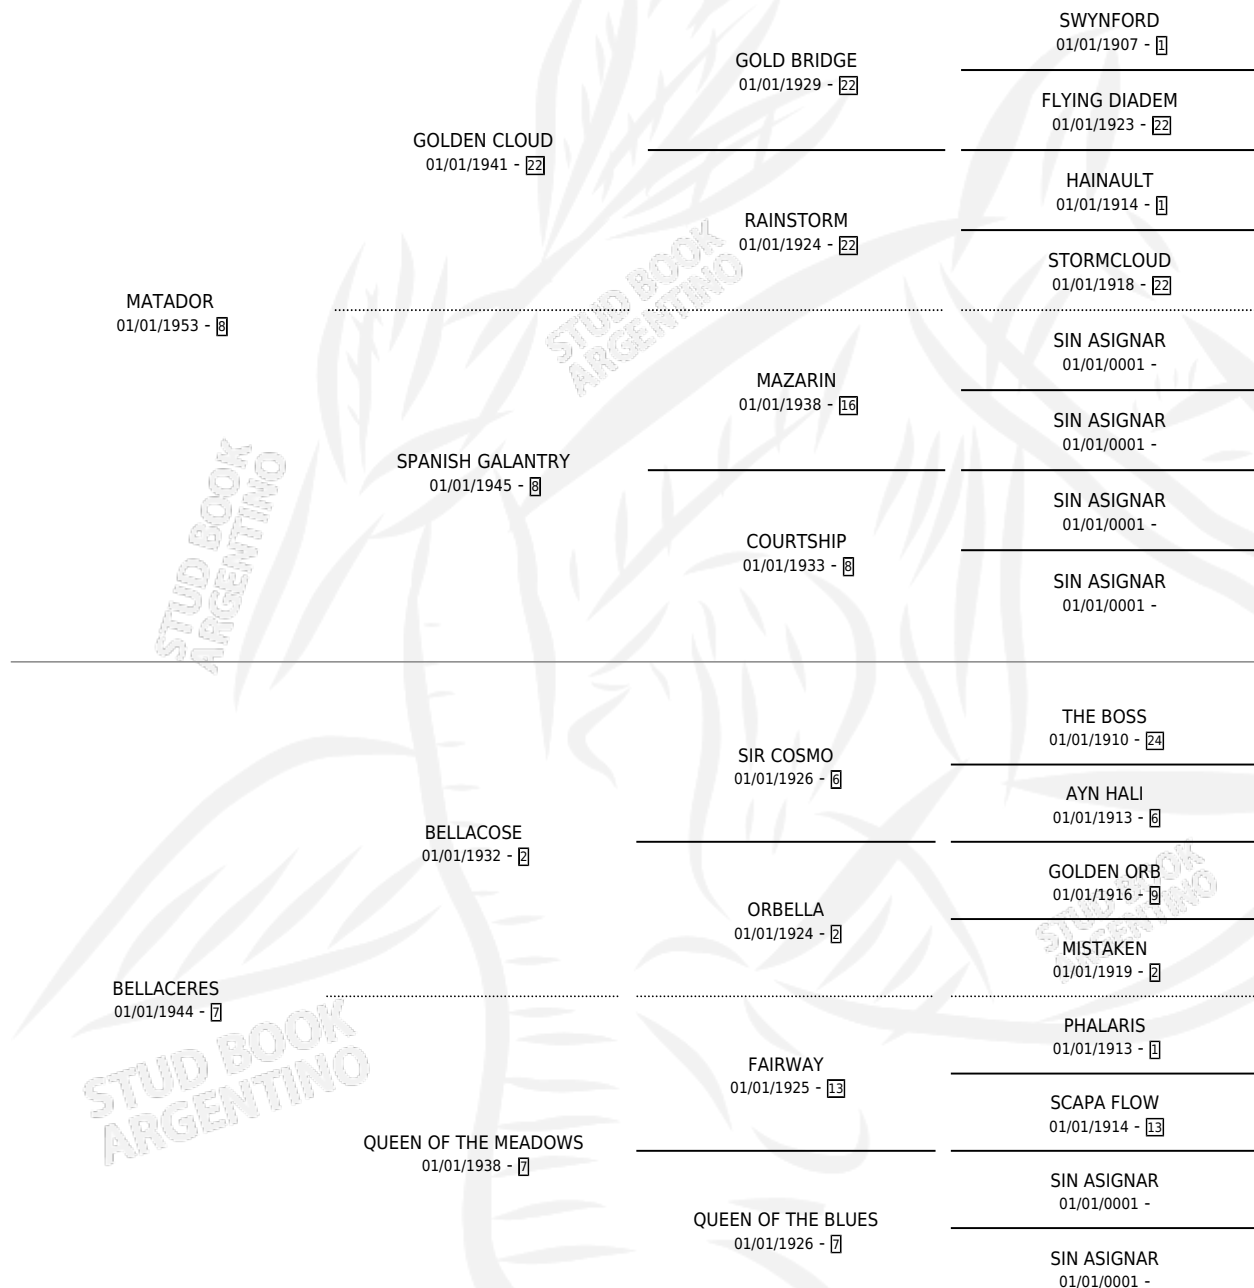 SWYNFORD
01/01/1907 - 1
GOLD BRIDGE
01/01/1929 - 22
FLYING DIADEM
01/01/1923 - 22
GOLDEN CLOUD
01/01/1941 - 22
HAINAULT
01/01/1914 - 1
RAINSTORM
01/01/1924 - 22
STORMCLOUD
01/01/1918 - 22
MATADOR
01/01/1953 - 8
SIN ASIGNAR
01/01/0001 -
MAZARIN
01/01/1938 - 16
SIN ASIGNAR
01/01/0001 -
SPANISH GALANTRY
01/01/1945 - 8
SIN ASIGNAR
01/01/0001 -
COURTSHIP
01/01/1933 - 8
SIN ASIGNAR
01/01/0001 -
THE BOSS
01/01/1910 - 24
SIR COSMO
01/01/1926 - 6
AYN HALI
01/01/1913 - 6
BELLACOSE
01/01/1932 - 2
GOLDEN ORB
01/01/1916 - 9
ORBELLA
01/01/1924 - 2
MISTAKEN
01/01/1919 - 2
BELLACERES
01/01/1944 - 7
PHALARIS
01/01/1913 - 1
FAIRWAY
01/01/1925 - 13
SCAPA FLOW
01/01/1914 - 13
QUEEN OF THE MEADOWS
01/01/1938 - 7
SIN ASIGNAR
01/01/0001 -
QUEEN OF THE BLUES
01/01/1926 - 7
SIN ASIGNAR
01/01/0001 -
STUD BOOK
ARGENTINO
STUD BOOK
ARGENTINO
STUD BOOK
ARGENTINO
STUD BOOK
ARGENTINO